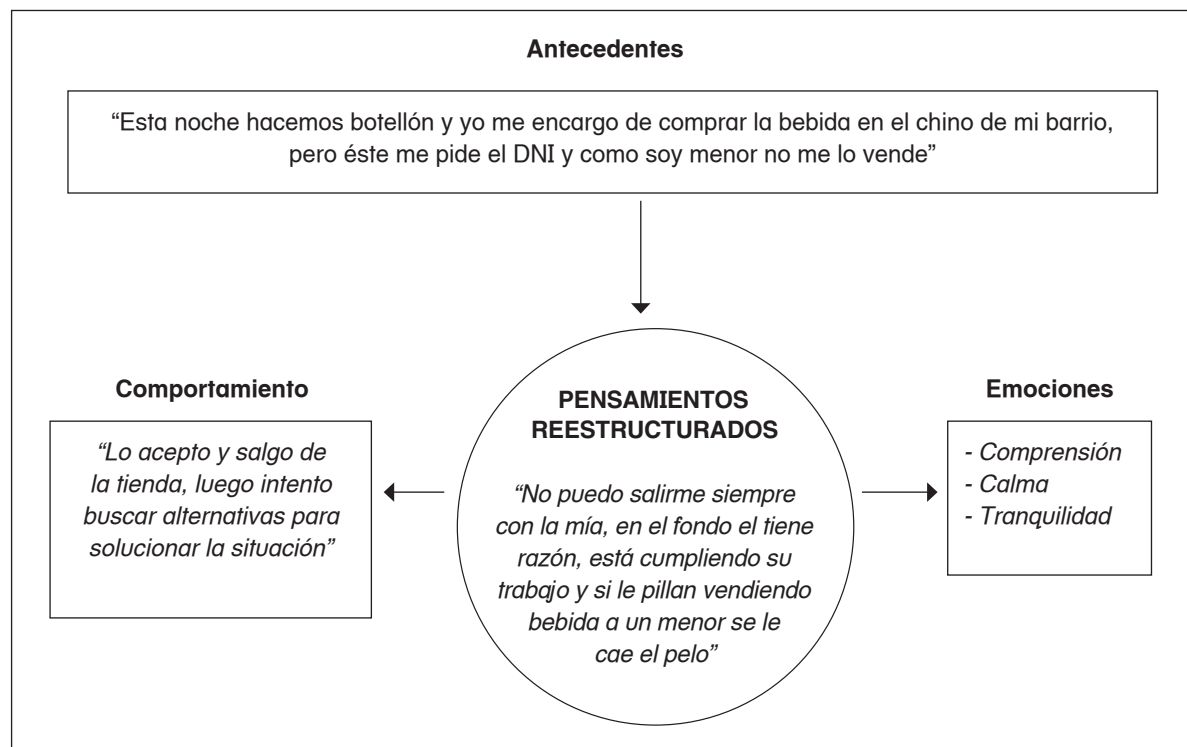 Antecedentes
“Esta noche hacemos botellón y yo me encargo de comprar la bebida en el chino de mi barrio,
pero éste me pide el DNI y como soy menor no me lo vende”
Comportamiento
“Lo acepto y salgo de
la tienda, luego intento
buscar alternativas para
solucionar la situación”
PENSAMIENTOS
REESTRUCTURADOS
“No puedo salirme siempre
con la mía, en el fondo el tiene
razón, está cumpliendo su
trabajo y si le pillan vendiendo
bebida a un menor se le
cae el pelo”
Emociones
- Comprensión
- Calma
- Tranquilidad